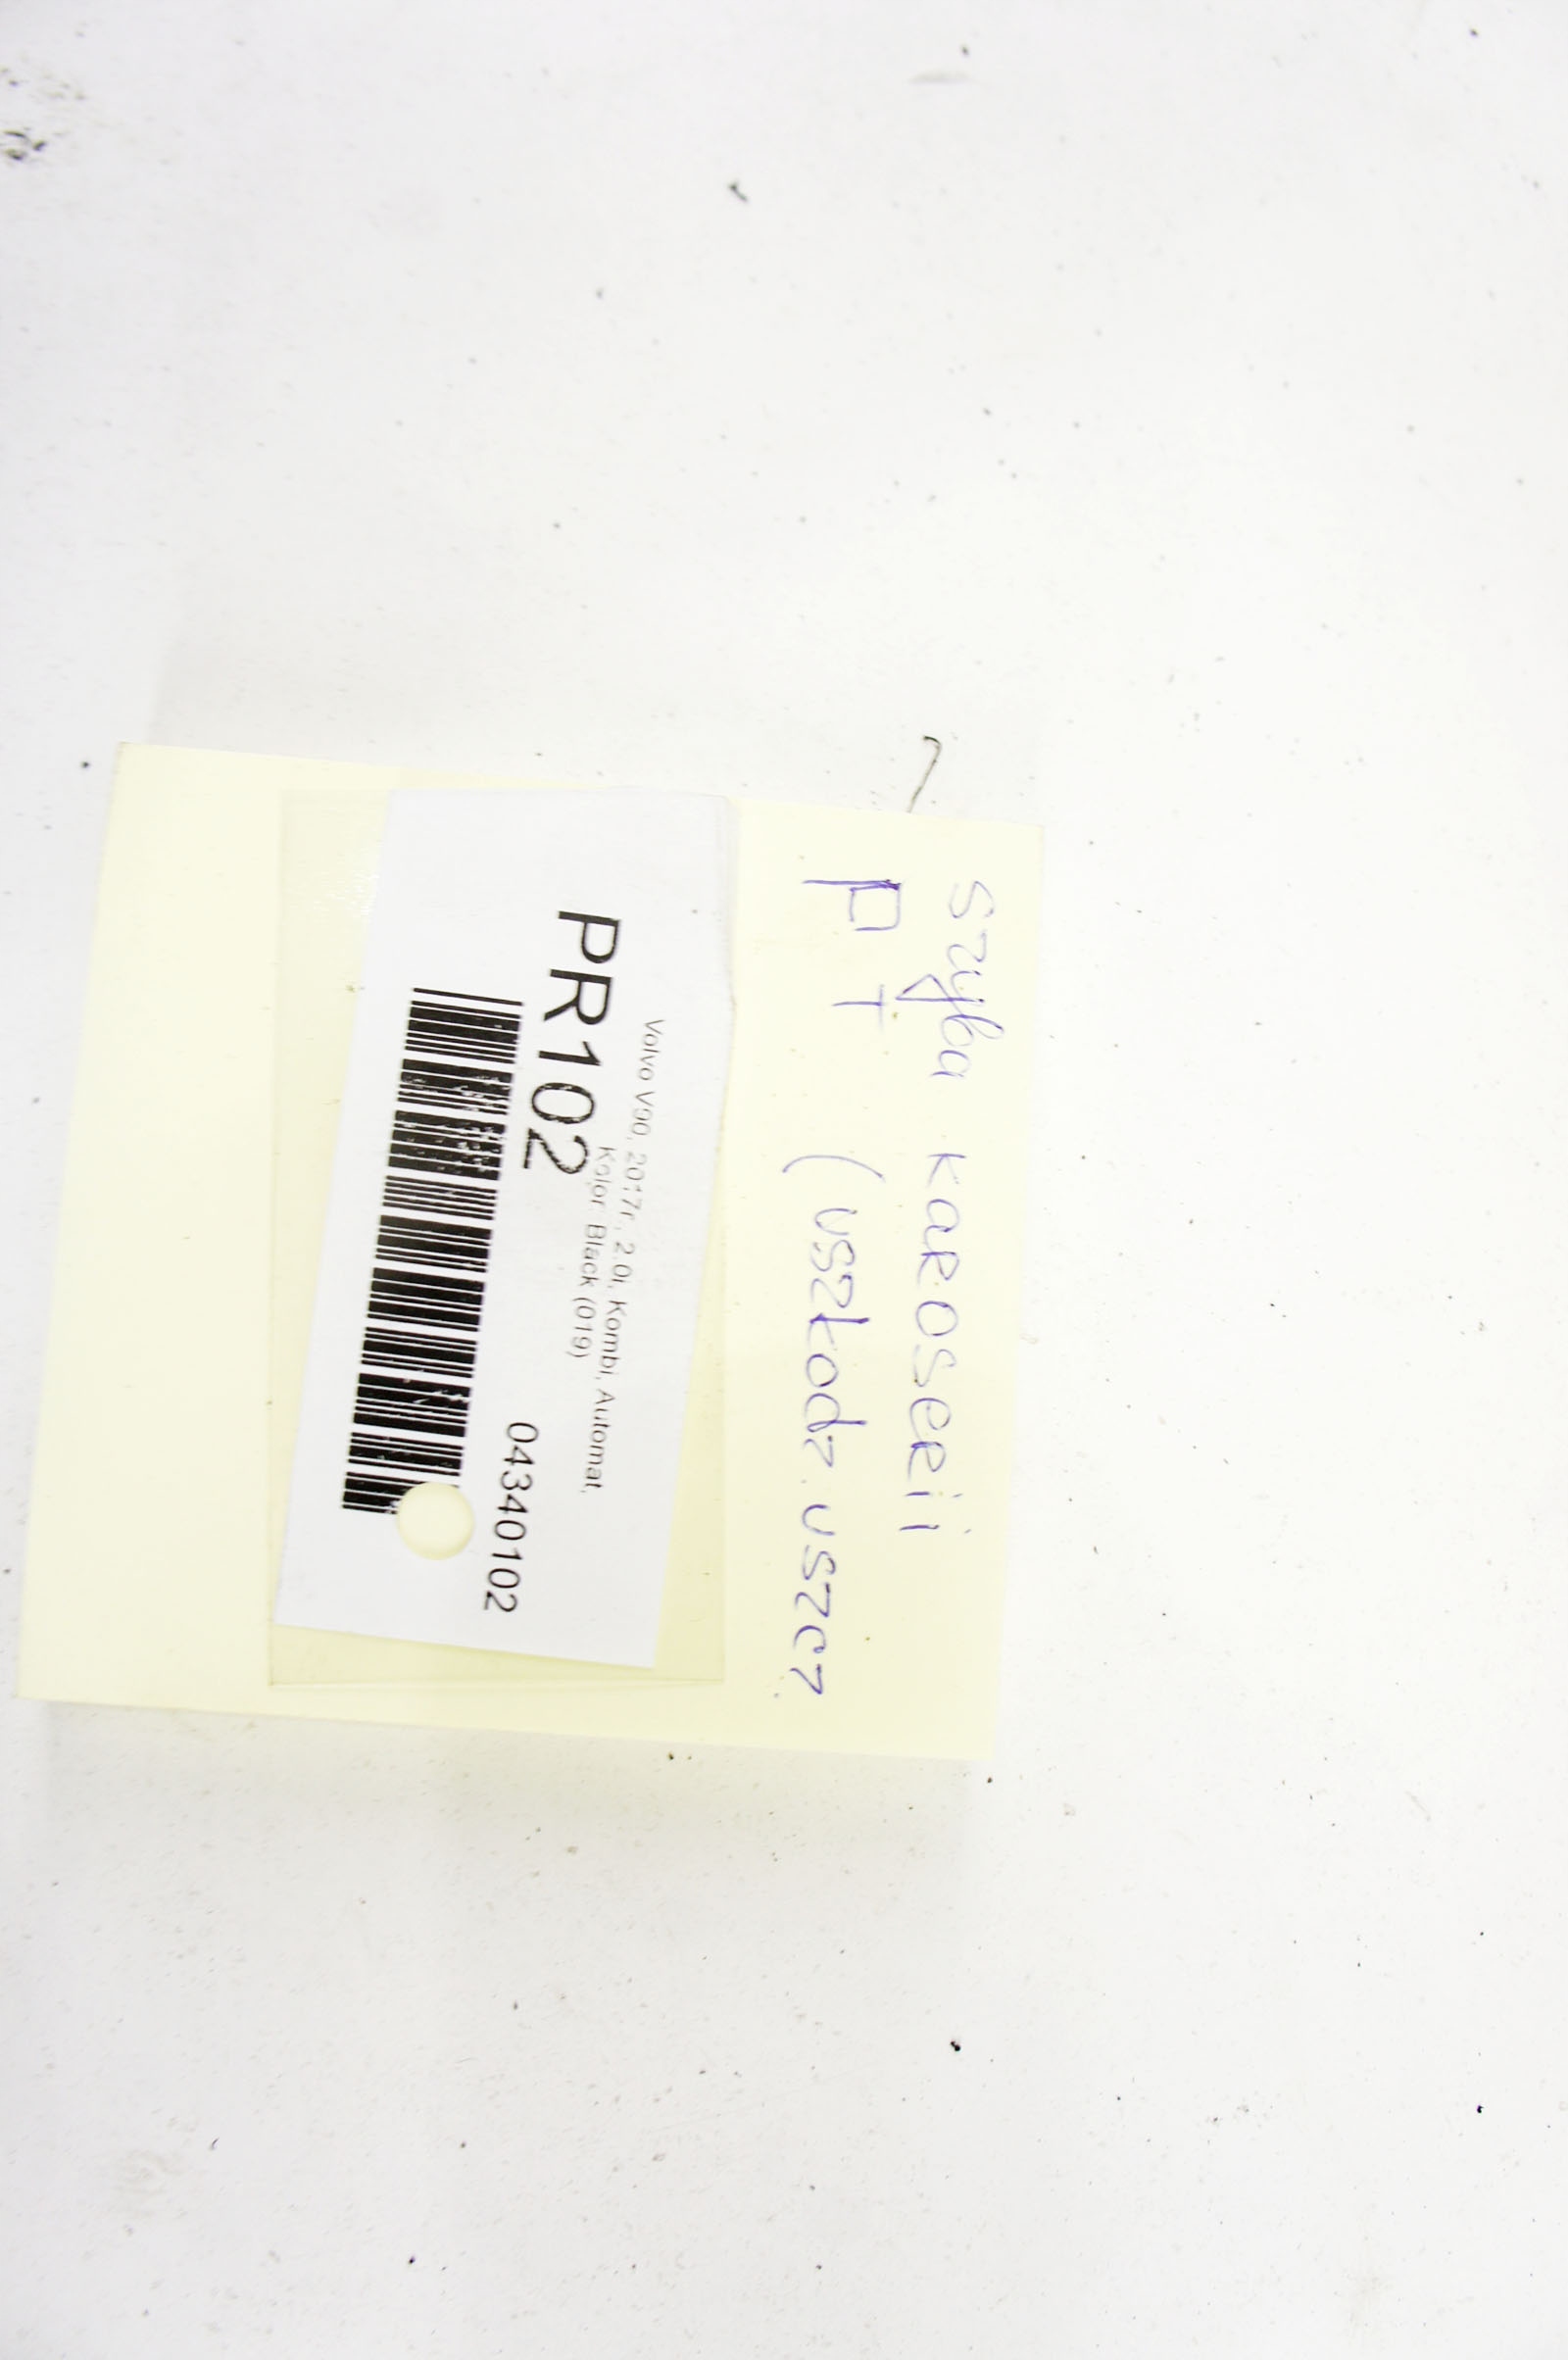 szyba karoserii
P T (uszkodz. uszcz
Volvo V90, 2017r., 2.0i, Kombi, Automat,
Kolor: Black (019)
PR102
04340102